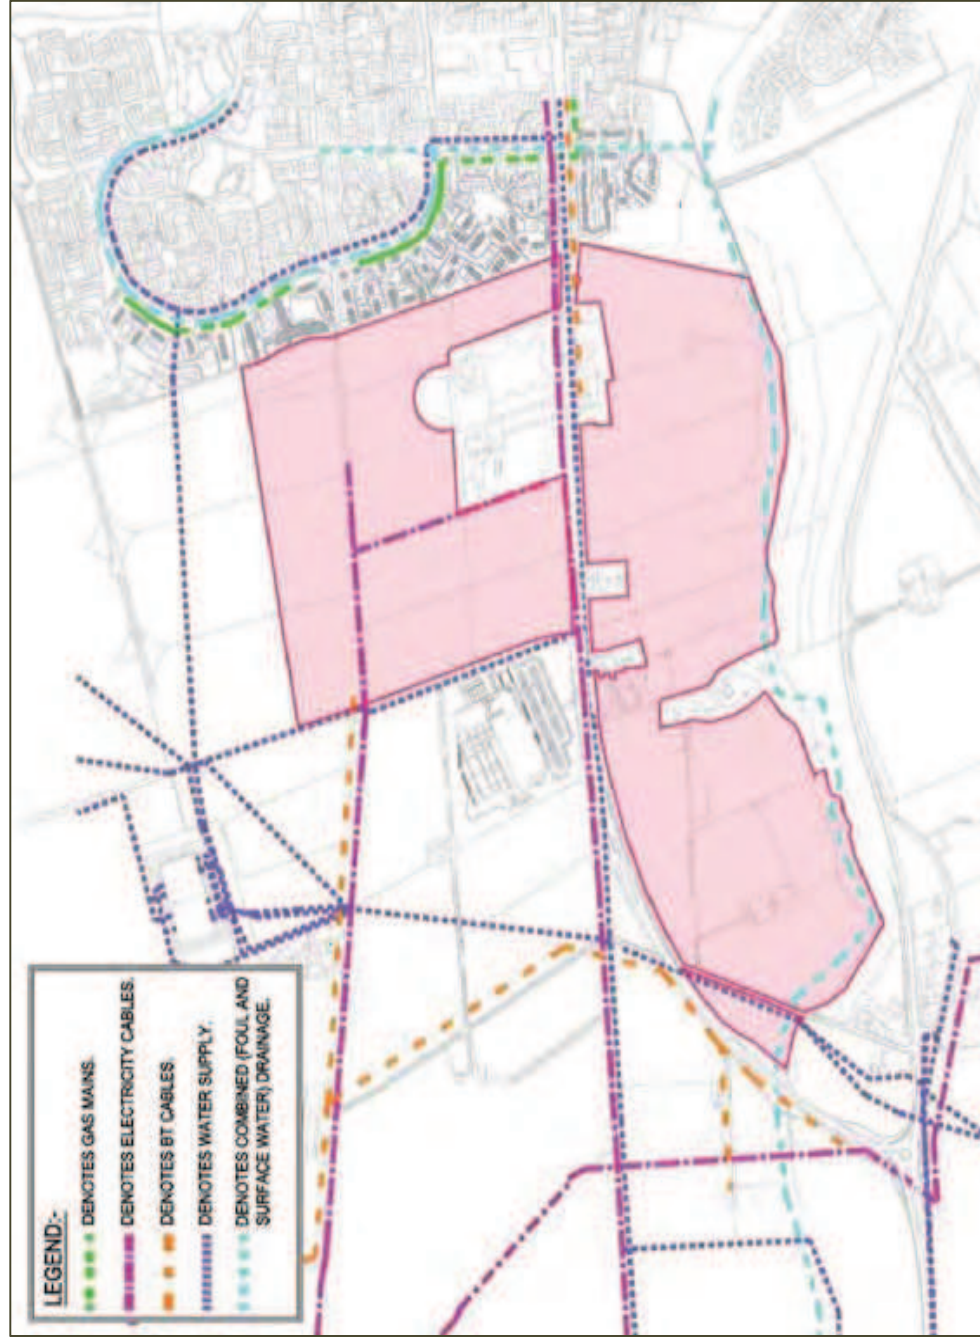 LEGEND:-
DENOTES GAS MAINS.
DENOTES ELECTRICITY CABLES.
DENOTES BT CABLES.
DENOTES WATER SUPPLY.
DENOTES COMBINED (FOUL AND
SURFACE WATER) DRAINAGE.